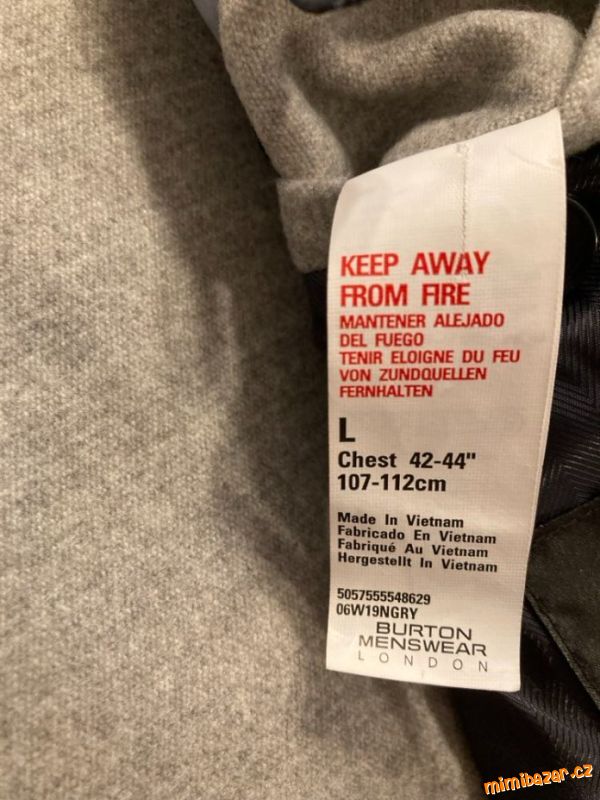 KEEP AWAY
FROM FIRE
MANTENER ALEJADO
DEL FUEGO
TENIR ELOIGNE DU FEU
VON ZUNDQUELLEN
FERNHALTEN
L
Chest 42-44"
107-112cm
Made In Vietnam
Fabricado En Vietnam
Fabriqué Au Vietnam
Hergestellt In Vietnam
5057555548629
06W19NGRY
BURTON
MENSWEAR
LONDON
mimibazar.cz